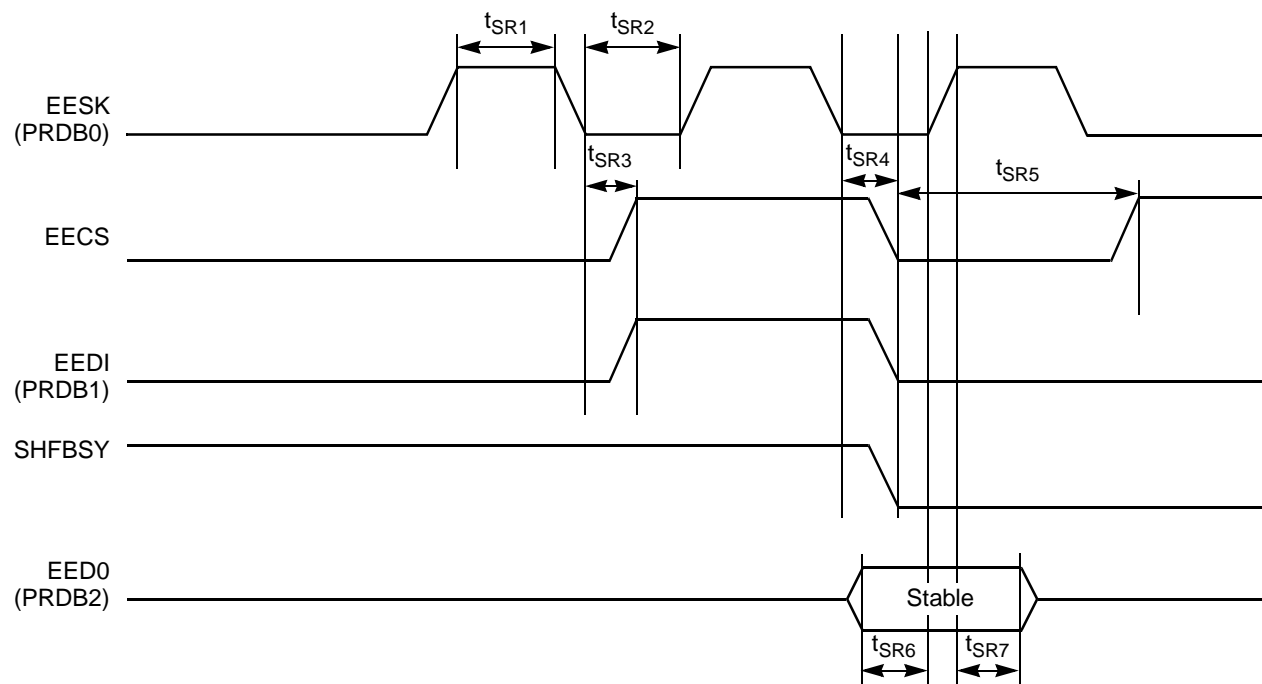 tSR1
tSR2
EESK
(PRDB0)
tSR3
tSR4
tSR5
EECS
EEDI
(PRDB1)
SHFBSY
EED0
(PRDB2)
Stable
tSR6
tSR7